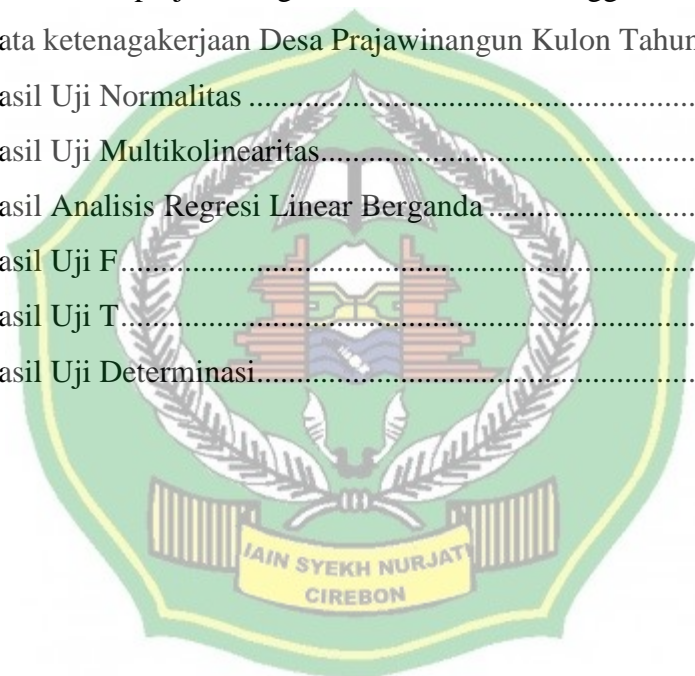 ata ketenagakerjaan Desa Prajawinangun Kulon Tahun
asil Uji Normalitas ..........................................................
asil Uji Multikolinearitas..................................................
asil Analisis Regresi Linear Berganda ............................
asil Uji F...........................................................................
asil Uji T...........................................................................
asil Uji Determinasi..........................................................
IAIN SYEKH NURJATI
CIREBON